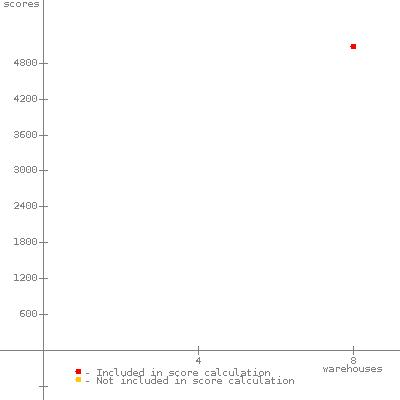 scores
4800
4200
3600
3000
2400
1800
1200
600
4 8
warehouses
- Included in score calculation
- Not included in score calculation